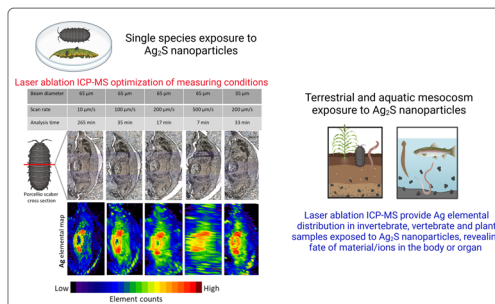 Single species exposure to
Ag₂S nanoparticles
Laser ablation ICP-MS optimization of measuring conditions
Beam diameter 65 µm 65 µm 65 µm 65 µm 35 µm
Scan rate 10 µm/s 100 µm/s 200 µm/s 500 µm/s 200 µm/s
Analysis time 265 min 35 min 17 min 7 min 33 min
Porcellio scaber
cross section
Ag elemental map
Low High
Element counts
Terrestrial and aquatic mesocosm
exposure to Ag₂S nanoparticles
Laser ablation ICP-MS provide Ag elemental
distribution in invertebrate, vertebrate and plant
samples exposed to Ag₂S nanoparticles, revealin
fate of material/ions in the body or organ